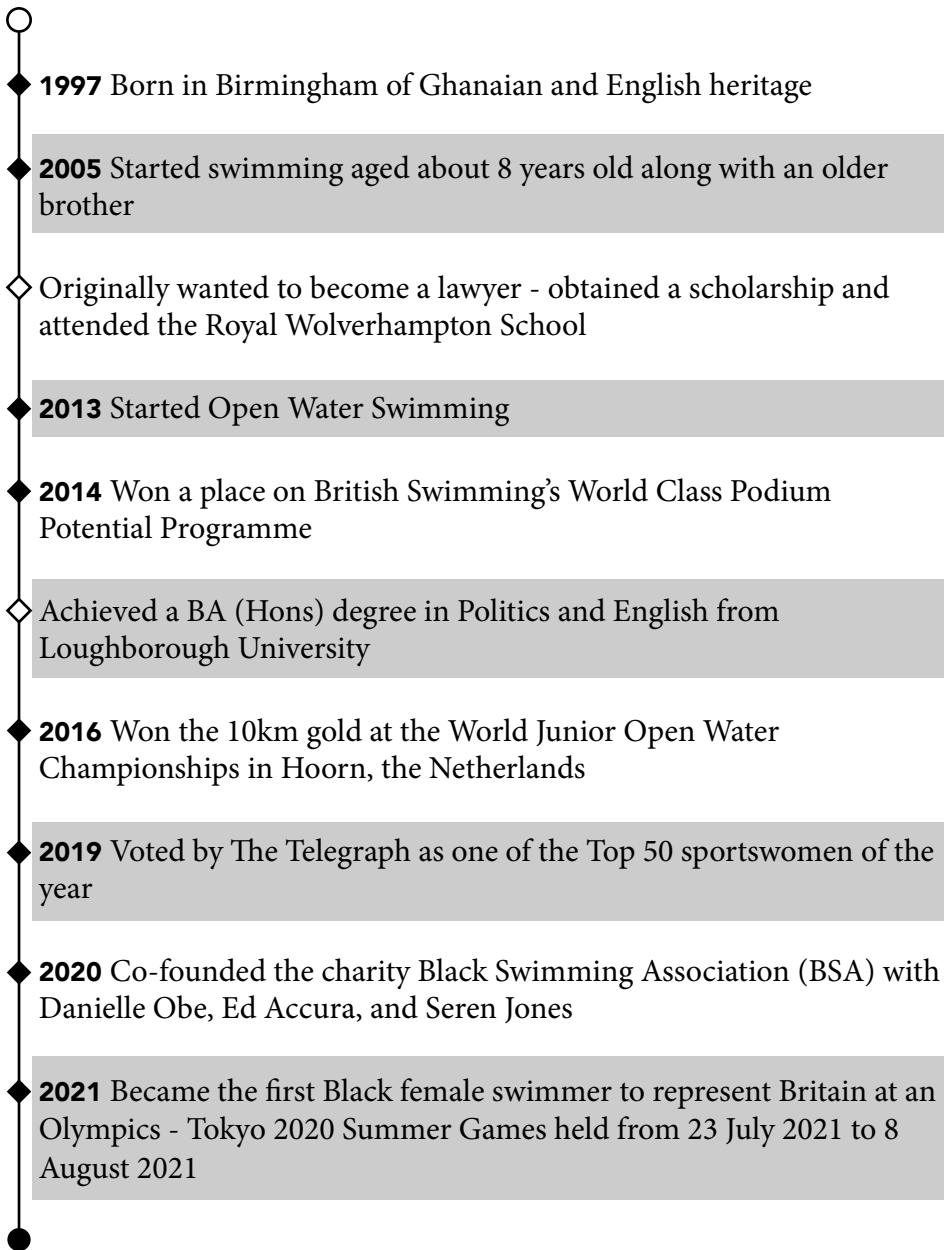 1997 Born in Birmingham of Ghanaian and English heritage
2005 Started swimming aged about 8 years old along with an older
brother
Originally wanted to become a lawyer - obtained a scholarship and
attended the Royal Wolverhampton School
2013 Started Open Water Swimming
2014 Won a place on British Swimming’s World Class Podium
Potential Programme
Achieved a BA (Hons) degree in Politics and English from
Loughborough University
2016 Won the 10km gold at the World Junior Open Water
Championships in Hoorn, the Netherlands
2019 Voted by The Telegraph as one of the Top 50 sportswomen of the
year
2020 Co-founded the charity Black Swimming Association (BSA) with
Danielle Obe, Ed Accura, and Seren Jones
2021 Became the first Black female swimmer to represent Britain at an
Olympics - Tokyo 2020 Summer Games held from 23 July 2021 to 8
August 2021